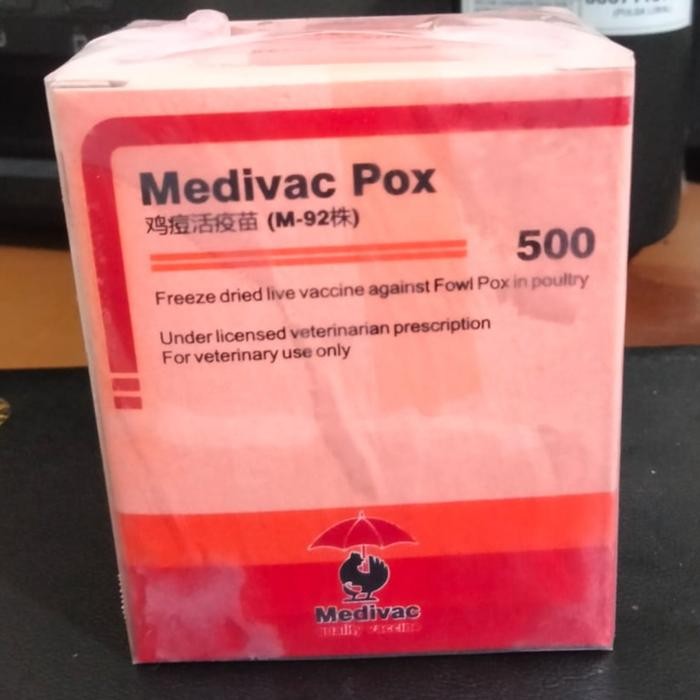 Medivac Pox
鸡痘活疫苗 (M-92株)
500
Freeze dried live vaccine against Fowl Pox in poultry
Under licensed veterinarian prescription
For veterinary use only
Medivac
quality vaccine